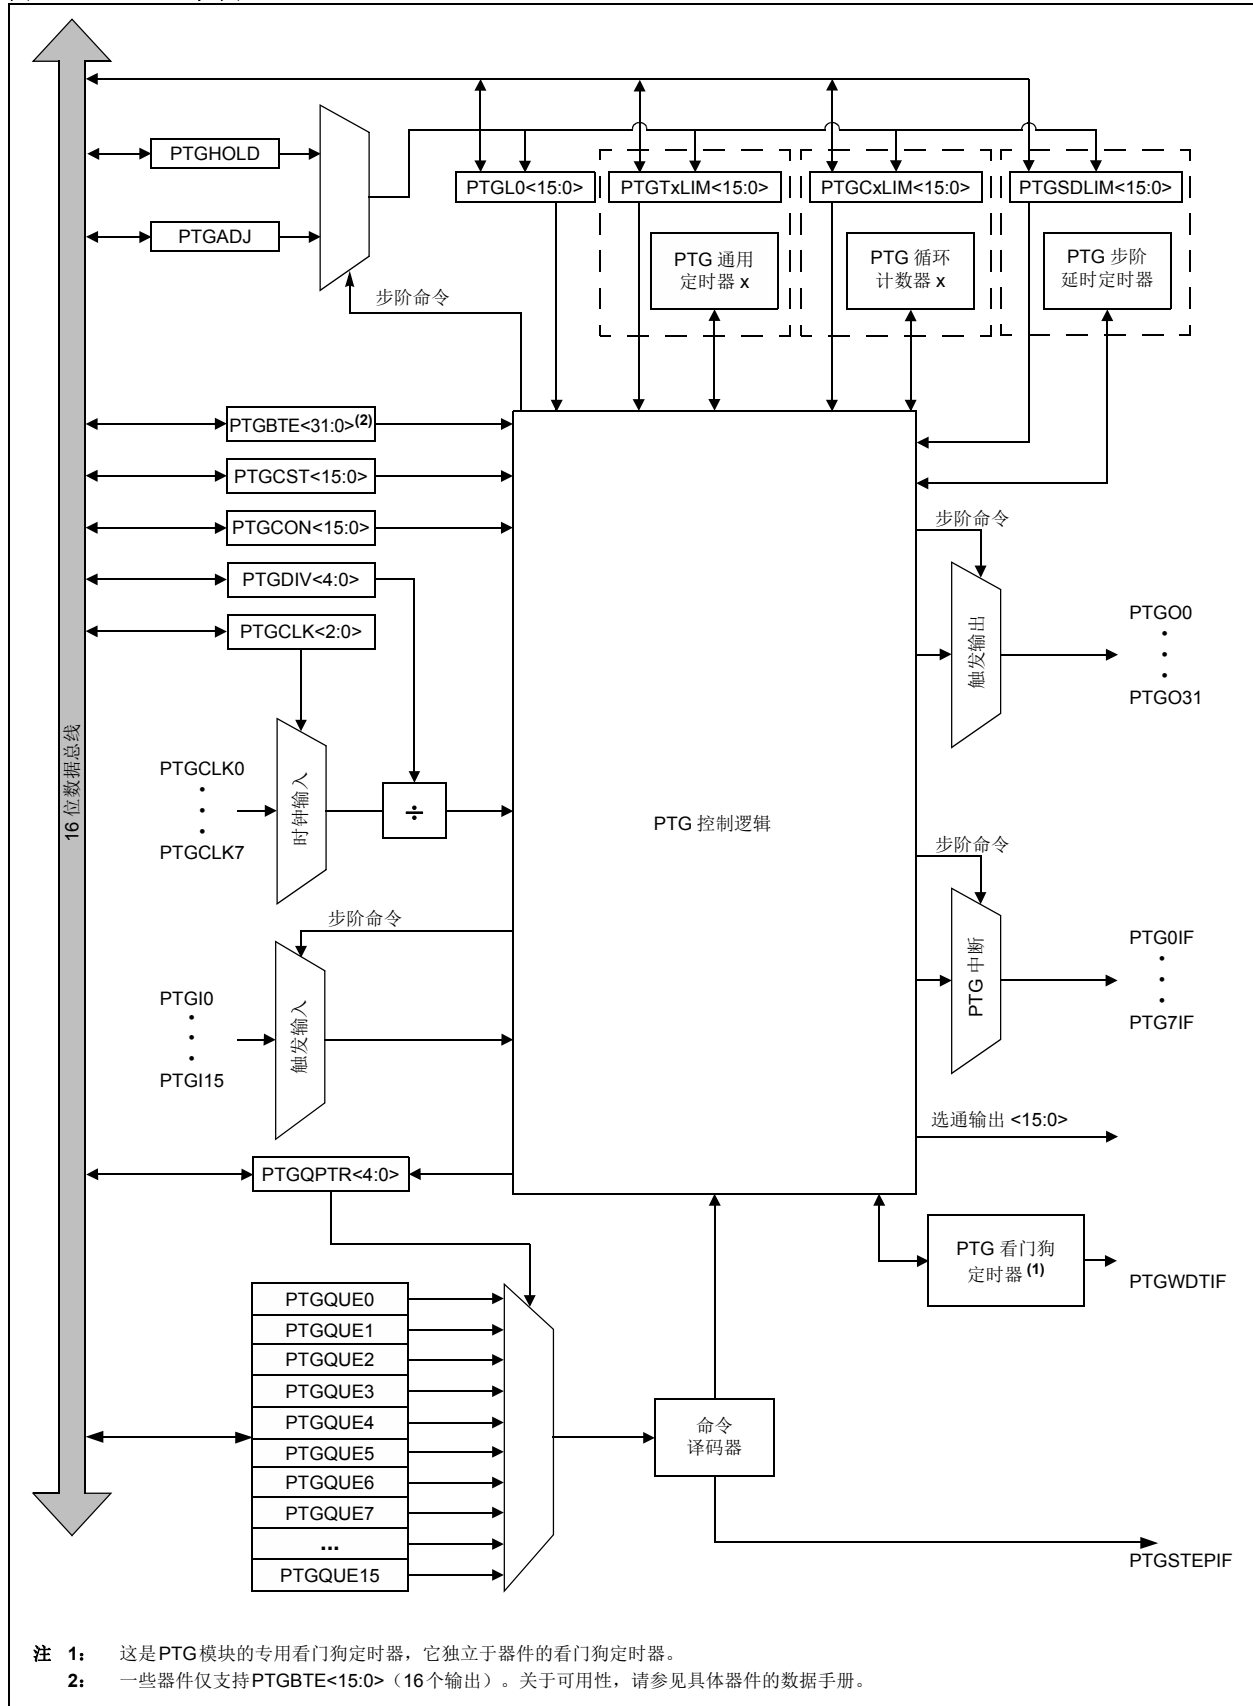 PTGHOLD
PTGADJ
步阶命令
PTGL0<15:0>
PTGTxLIM<15:0>
PTGCxLIM<15:0>
PTGSDLIM<15:0>
PTG 通用
定时器 x
PTG 循环
计数器 x
PTG 步阶
延时定时器
PTGBTE<31:0>(2)
PTGCST<15:0>
PTGCON<15:0>
PTGDIV<4:0>
PTGCLK<2:0>
16 位数据总线
PTGCLK0
PTGCLK7
时钟输入
÷
PTG 控制逻辑
步阶命令
触发输出
PTGO0
PTGO31
步阶命令
PTG 中断
PTG0IF
PTG7IF
步阶命令
PTGI0
PTGI15
触发输入
选通输出 <15:0>
PTGQPTR<4:0>
PTG 看门狗
定时器 (1)
PTGWDTIF
PTGQUE0
PTGQUE1
PTGQUE2
PTGQUE3
PTGQUE4
PTGQUE5
PTGQUE6
PTGQUE7
...
PTGQUE15
命令
译码器
PTGSTEPIF
注 1： 这是PTG模块的专用看门狗定时器，它独立于器件的看门狗定时器。
2： 一些器件仅支持PTGBTE<15:0>（16个输出）。关于可用性，请参见具体器件的数据手册。